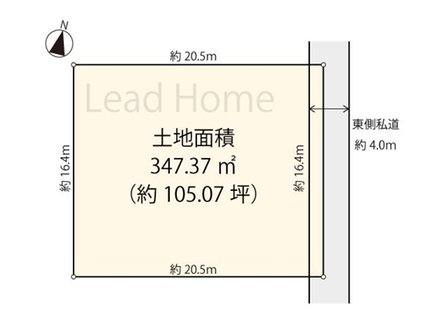 N
約 20.5m
Lead Home
土地面積
347.37 ㎡
（約 105.07 坪）
約 16.4m
約 16.4m
東側私道
約 4.0m
約 20.5m